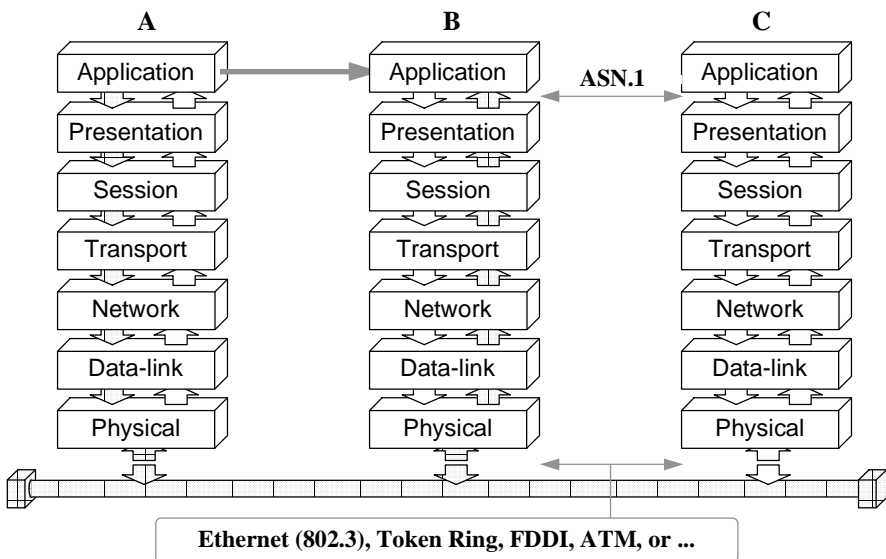 A B C
Application Application ASN.1 Application
Presentation Presentation Presentation
Session Session Session
Transport Transport Transport
Network Network Network
Data-link Data-link Data-link
Physical Physical Physical
Ethernet (802.3), Token Ring, FDDI, ATM, or ...